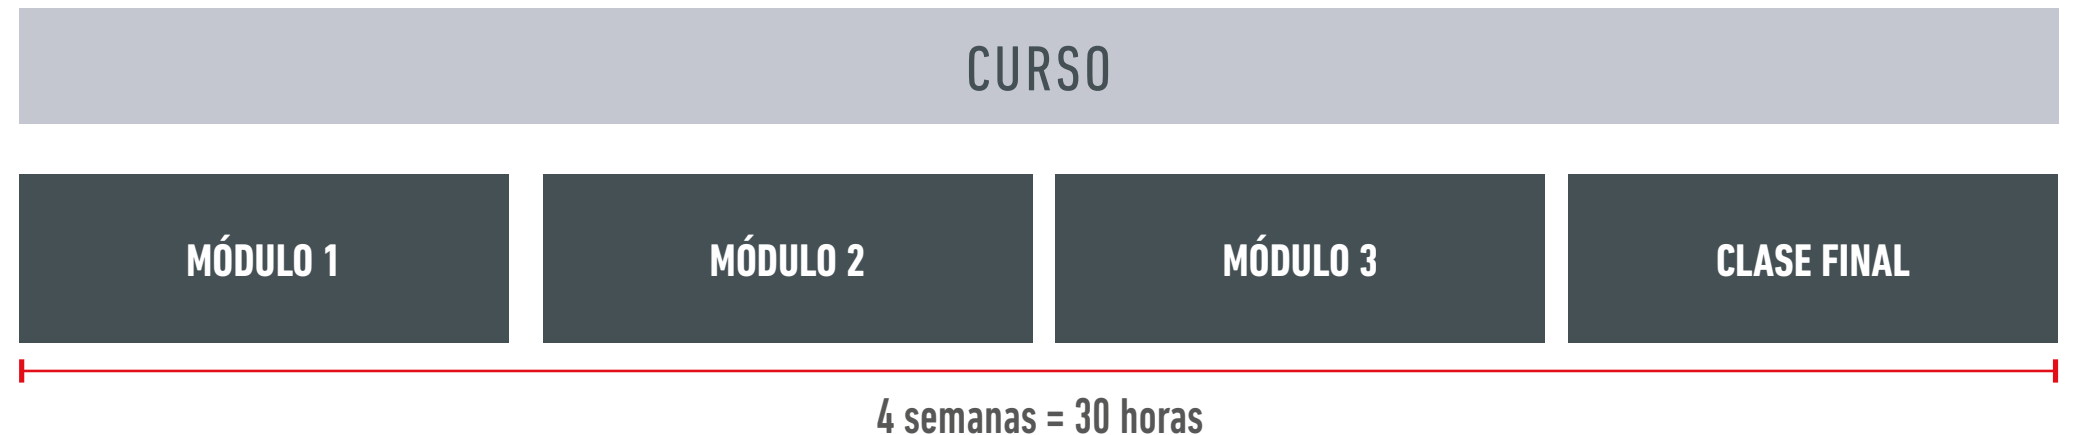 CURSO
MÓDULO 1
MÓDULO 2
MÓDULO 3
CLASE FINAL
4 semanas = 30 horas